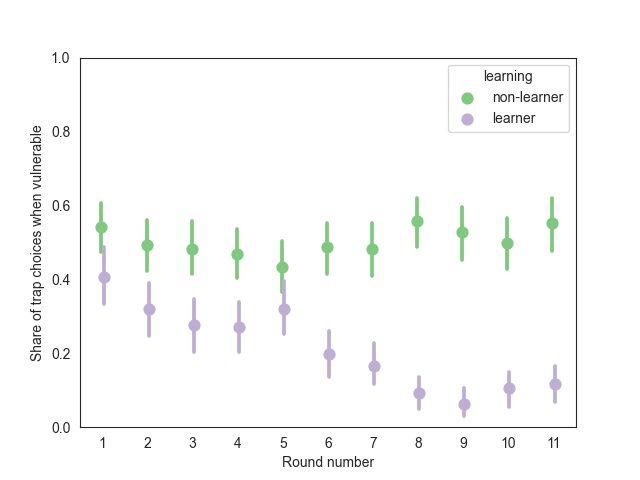 1.0
0.8
0.6
0.4
0.2
0.0
Share of trap choices when vulnerable
learning
non-learner
learner
1 2 3 4 5 6 7 8 9 10 11
Round number